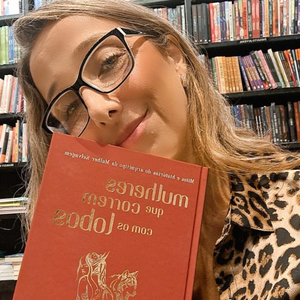 Mitos e histórias do arquétipo da Mulher Selvagem
mulheres
que correm
com os lobos